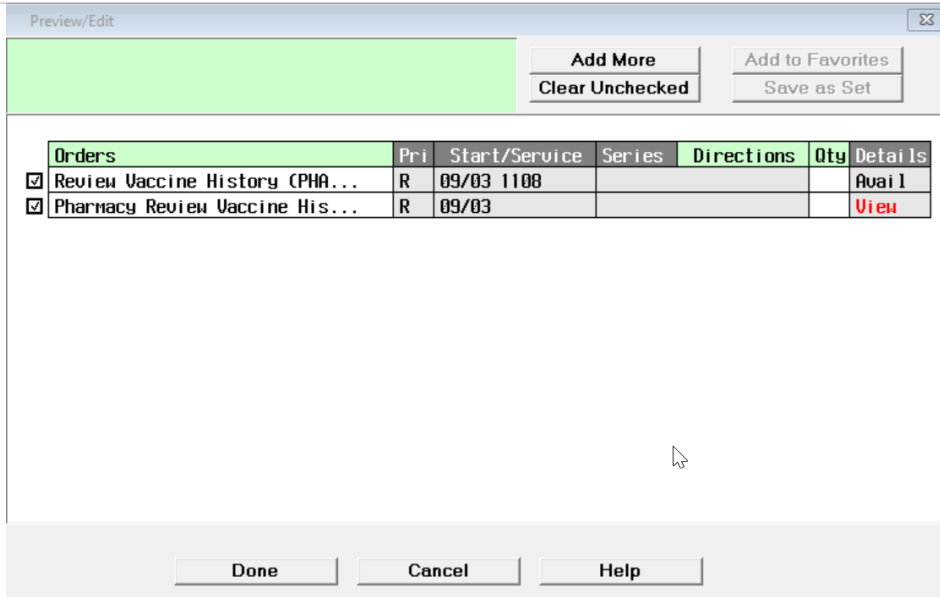 Preview/Edit
Add More Add to Favorites
Clear Unchecked Save as Set
Orders Pri Start/Service Series Directions Qty Details
Review Vaccine History (PHA... R 09/03 1108 Avail
Pharmacy Review Vaccine His... R 09/03 View
Done Cancel Help